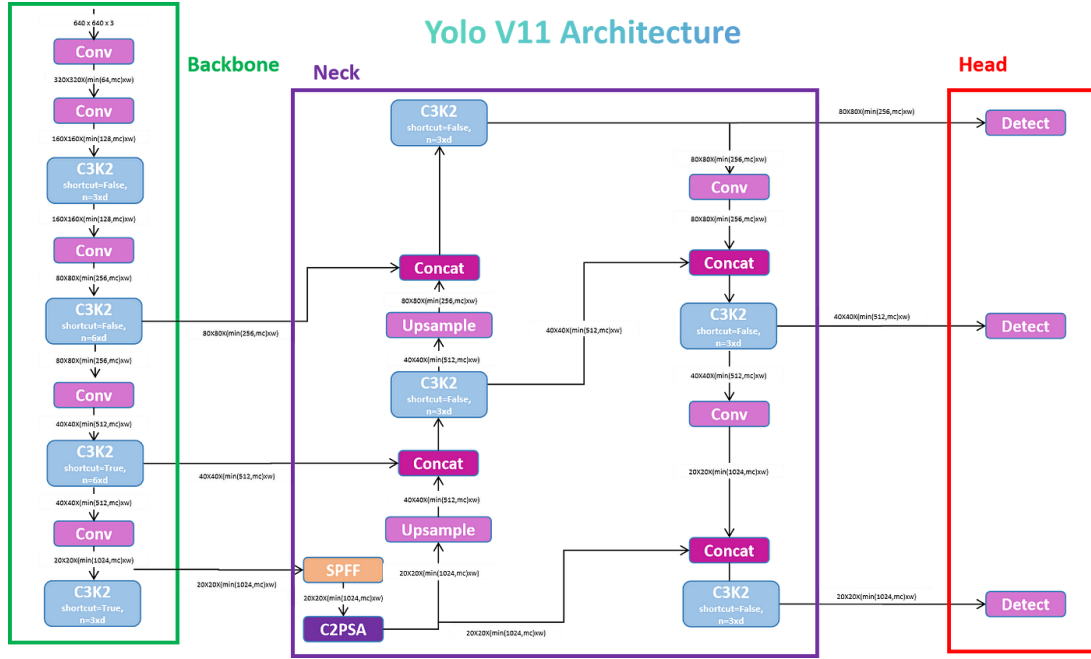 Yolo V11 Architecture
Backbone
640 x 640 x 3
Conv
320X320X(min(64,mc)xw)
Conv
160X160X(min(128,mc)xw)
C3K2
shortcut=False,
n=3xd
160X160X(min(128,mc)xw)
Conv
80X80X(min(256,mc)xw)
C3K2
shortcut=False,
n=6xd
80X80X(min(256,mc)xw)
Conv
40X40X(min(512,mc)xw)
C3K2
shortcut=True,
n=6xd
40X40X(min(512,mc)xw)
Conv
20X20X(min(1024,mc)xw)
C3K2
shortcut=True,
n=3xd
80X80X(min(256,mc)xw)
40X40X(min(512,mc)xw)
20X20X(min(1024,mc)xw)
Neck
C3K2
shortcut=False,
n=3xd
Concat
80X80X(min(256,mc)xw)
Upsample
40X40X(min(512,mc)xw)
C3K2
shortcut=False,
n=3xd
Concat
40X40X(min(512,mc)xw)
Upsample
20X20X(min(1024,mc)xw)
SPFF
20X20X(min(1024,mc)xw)
C2PSA
20X20X(min(1024,mc)xw)
40X40X(min(512,mc)xw)
80X80X(min(256,mc)xw)
Conv
80X80X(min(256,mc)xw)
Concat
C3K2
shortcut=False,
n=3xd
40X40X(min(512,mc)xw)
Conv
20X20X(min(1024,mc)xw)
Concat
C3K2
shortcut=False,
n=3xd
80X80X(min(256,mc)xw)
40X40X(min(512,mc)xw)
20X20X(min(1024,mc)xw)
Head
Detect
Detect
Detect